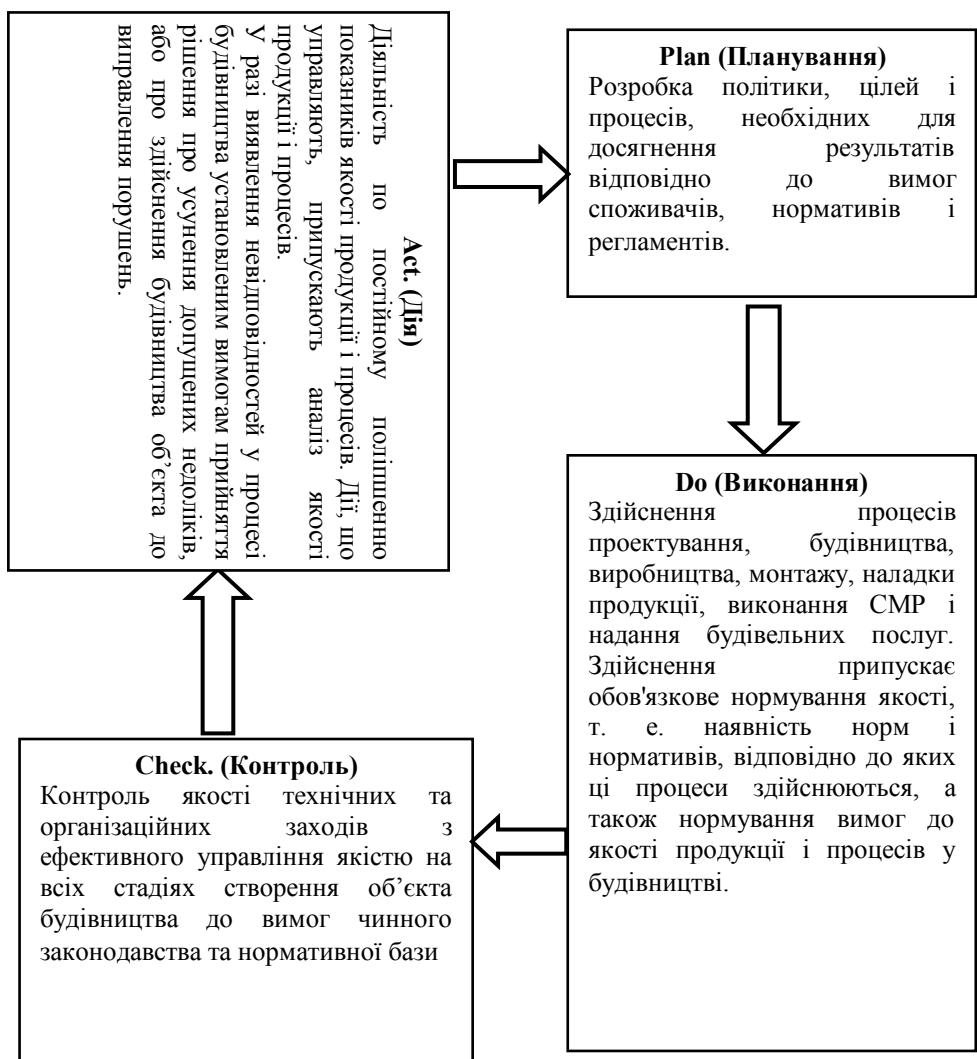 Act. (Дія)
Діяльність по постійному поліпшенню
показників якості продукції і процесів. Дії, що
управляють, припускають аналіз якості
продукції і процесів.
У разі виявлення невідповідностей у процесі
будівництва установленим вимогам прийняття
рішення про усунення допущених недоліків,
або про здійснення будівництва об’єкта до
виправлення порушень.
Plan (Планування)
Розробка політики, цілей і
процесів, необхідних для
досягнення результатів
відповідно до вимог
споживачів, нормативів і
регламентів.
Do (Виконання)
Здійснення процесів
проектування, будівництва,
виробництва, монтажу, наладки
продукції, виконання СМР і
надання будівельних послуг.
Здійснення припускає
обов'язкове нормування якості,
т. е. наявність норм і
нормативів, відповідно до яких
ці процеси здійснюються, а
також нормування вимог до
якості продукції і процесів у
будівництві.
Check. (Контроль)
Контроль якості технічних та
організаційних заходів з
ефективного управління якістю на
всіх стадіях створення об’єкта
будівництва до вимог чинного
законодавства та нормативної бази